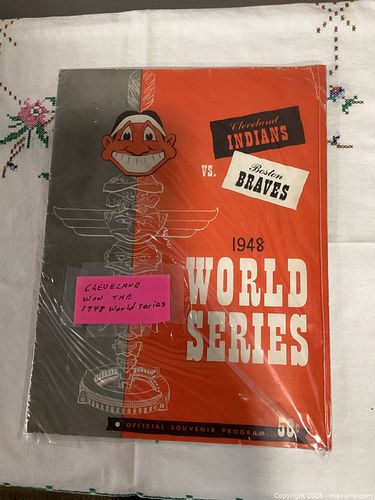 Cleveland
INDIANS
VS.
Boston
BRAVES
1948
WORLD
SERIES
CLEVELAND
WON THE
1948 World Series
OFFICIAL SOUVENIR PROGRAM 50¢
Copyright 2026 - maxsold.com